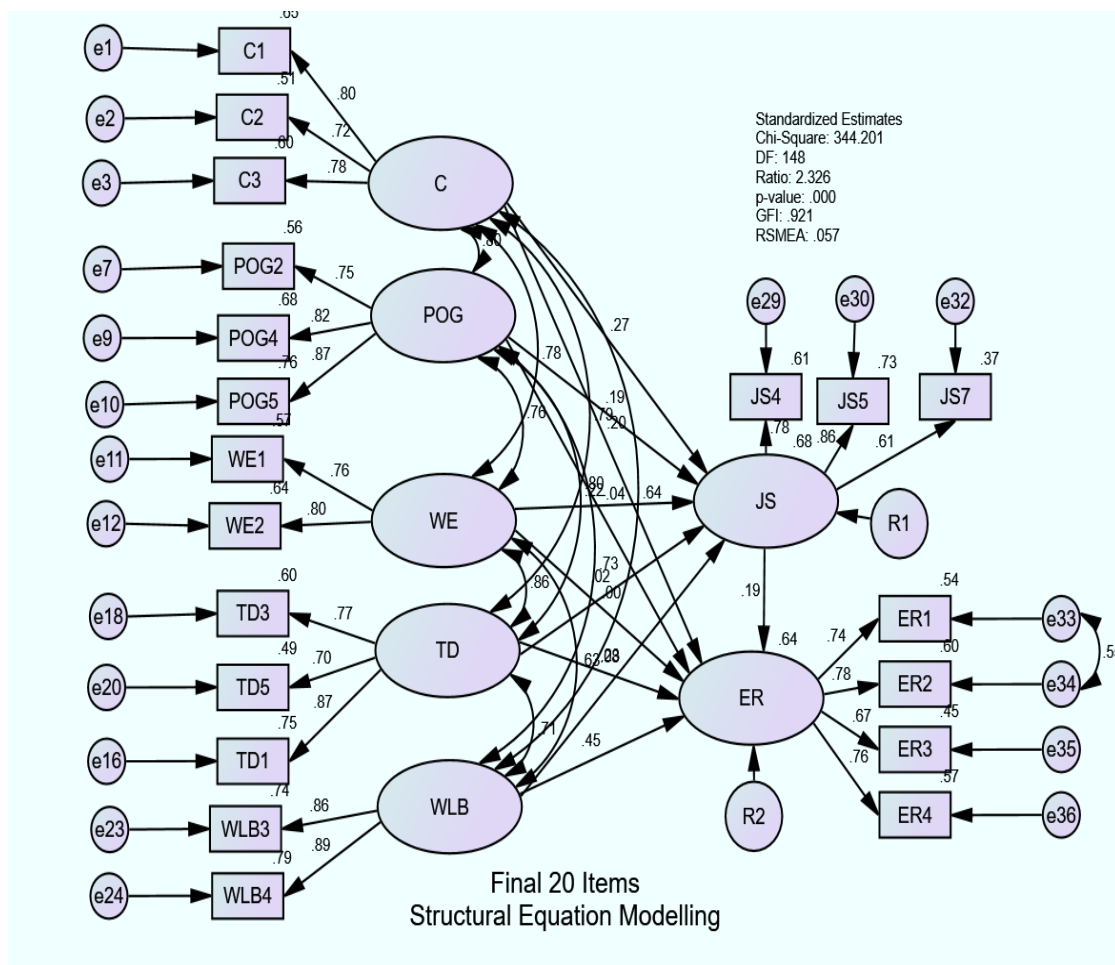 .65
e1
C1
.51
.80
e2
C2
.72
.60
e3
C3
.78
C
Standardized Estimates
Chi-Square: 344.201
DF: 148
Ratio: 2.326
p-value: .000
GFI: .921
RSMEA: .057
.80
.56
e7
POG2
.75
.68
e9
POG4
.82
POG
.76
.87
e10
POG5
.57
e11
WE1
.76
.64
e12
WE2
.80
WE
.27
.78
.19
.76
.79
.20
.80
.22
.04
.64
e29
e30
e32
.61
.73
.37
JS4
JS5
JS7
.78
.68
.86
.61
JS
R1
.86
.73
.02
.00
.19
.60
e18
TD3
.77
.49
e20
TD5
.70
TD
.87
.75
e16
TD1
.63
.71
.45
.64
ER
R2
.54
.74
ER1
e33
.60
.78
ER2
e34
.45
.67
ER3
e35
.57
.76
ER4
e36
.74
e23
WLB3
.86
WLB
.79
.89
e24
WLB4
Final 20 Items
Structural Equation Modelling